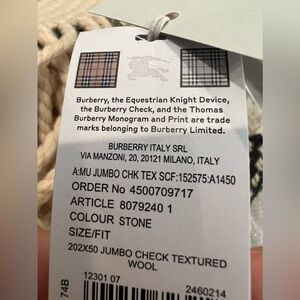 Burberry, the Equestrian Knight Device,
the Burberry Check, and the Thomas
Burberry Monogram and Print are trade
marks belonging to Burberry Limited.
BURBERRY ITALY SRL
VIA MANZONI, 20, 20121 MILANO, ITALY
A:MU JUMBO CHK TEX SCF:152575:A1450
ORDER No 4500709717
ARTICLE 8079240 1
COLOUR STONE
SIZE/FIT
202X50 JUMBO CHECK TEXTURED
WOOL
12301 07 2460214
74B